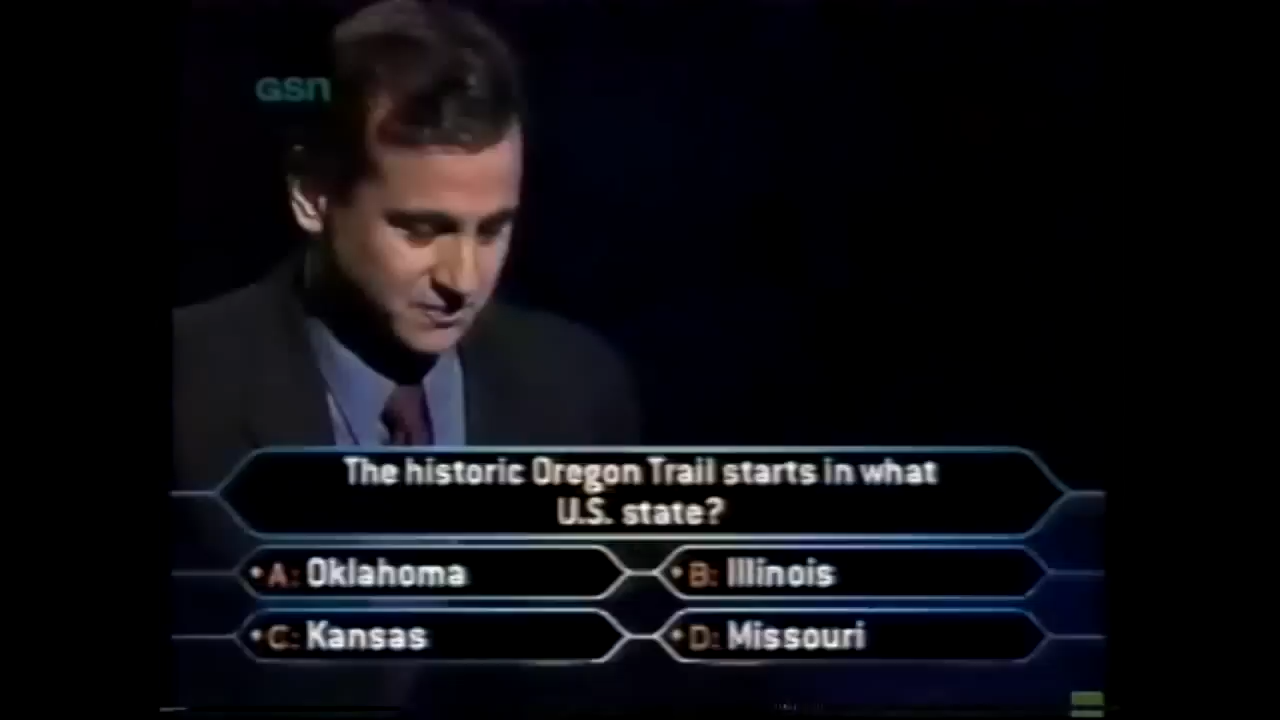 GSN
The historic Oregon Trail starts in what
U.S. state?
A: Oklahoma
B: Illinois
C: Kansas
D: Missouri